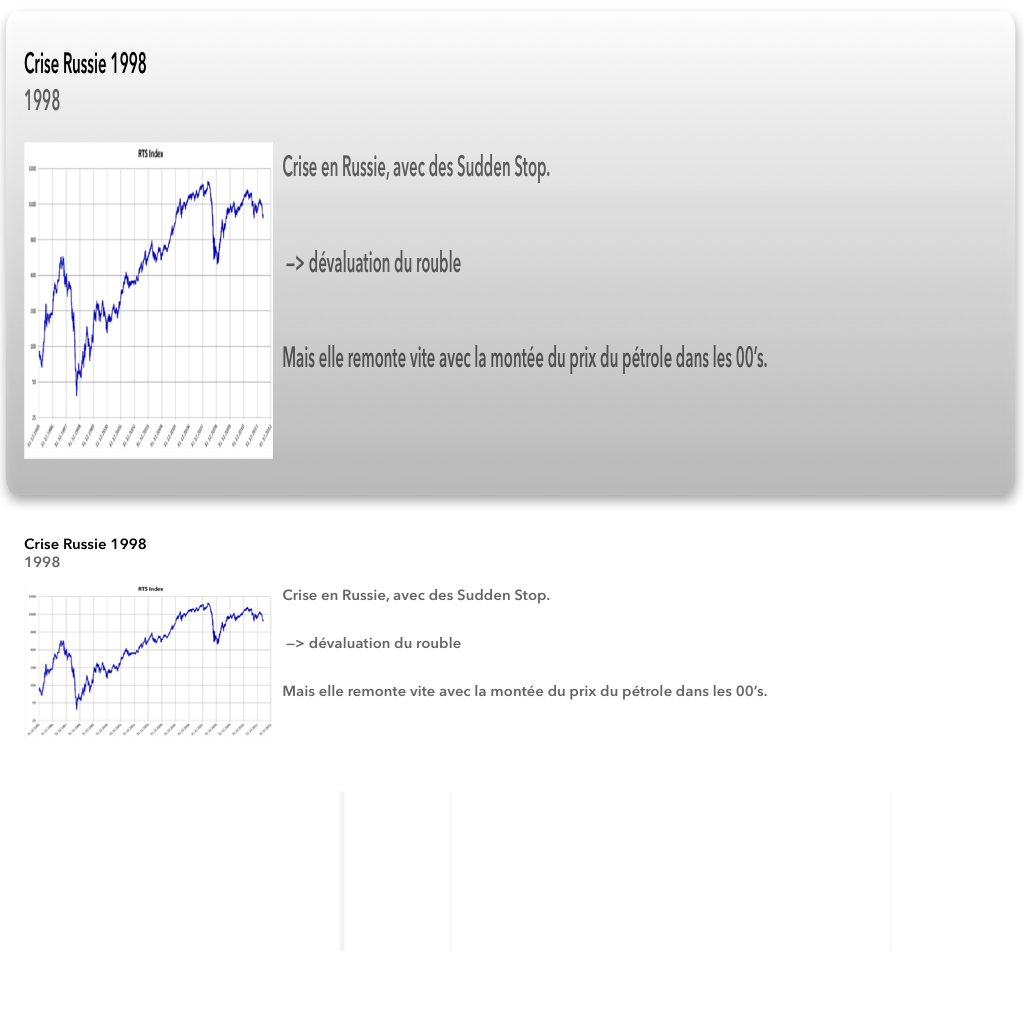 Crise Russie 1998
1998
RTS Index
Crise en Russie, avec des Sudden Stop.
—> dévaluation du rouble
Mais elle remonte vite avec la montée du prix du pétrole dans les 00’s.
Crise Russie 1998
1998
RTS Index
Crise en Russie, avec des Sudden Stop.
—> dévaluation du rouble
Mais elle remonte vite avec la montée du prix du pétrole dans les 00’s.